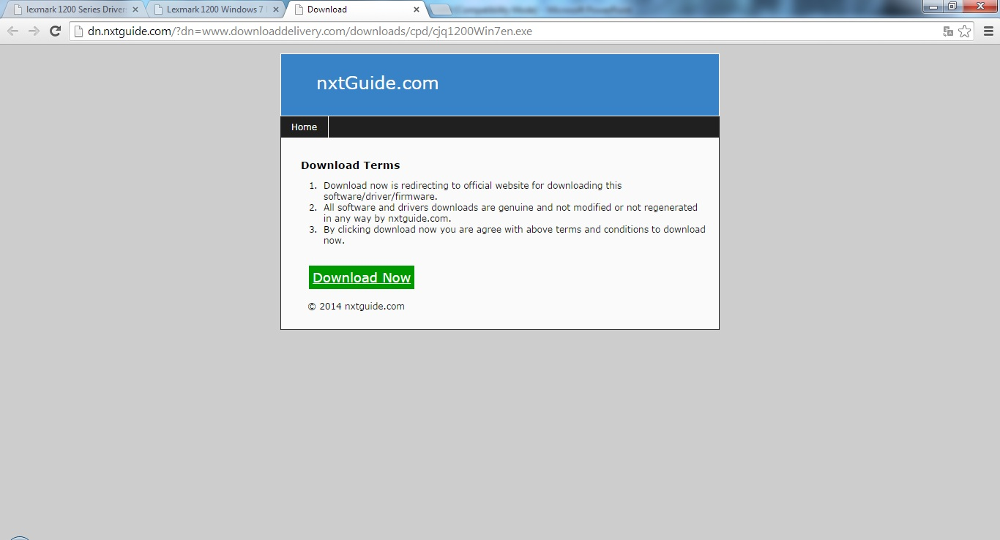 lexmark 1200 Series Driver
Lexmark 1200 Windows 7
Download
(Compatibility Mode) - Microsoft PowerPoint
dn.nxtguide.com/?dn=www.downloaddelivery.com/downloads/cpd/cjq1200Win7en.exe
nxtGuide.com
Home
Download Terms
1. Download now is redirecting to official website for downloading this
software/driver/firmware.
2. All software and drivers downloads are genuine and not modified or not regenerated
in any way by nxtguide.com.
3. By clicking download now you are agree with above terms and conditions to download
now.
Download Now
© 2014 nxtguide.com